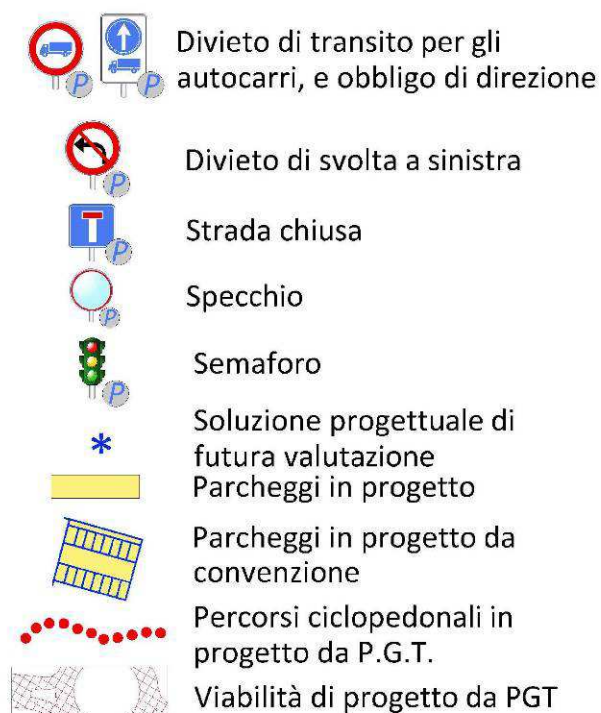 Divieto di transito per gli
autocarri, e obbligo di direzione
P P
Divieto di svolta a sinistra
P
Strada chiusa
P
Specchio
P
Semaforo
P
Soluzione progettuale di
* futura valutazione
Parcheggi in progetto
Parcheggi in progetto da
convenzione
Percorsi ciclopedonali in
progetto da P.G.T.
Viabilità di progetto da PGT